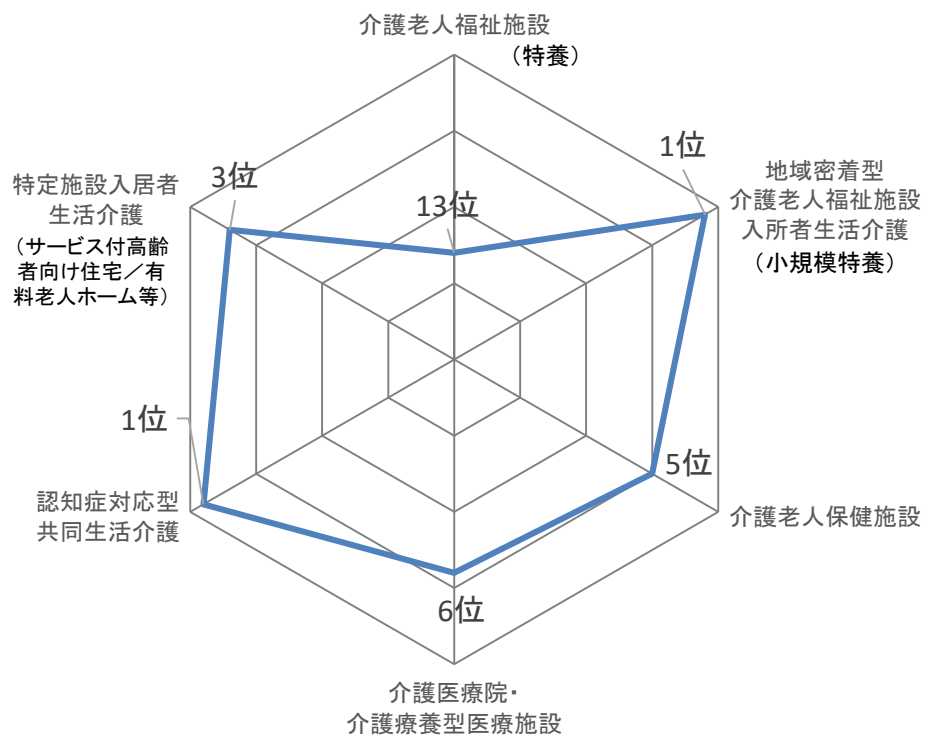 介護老人福祉施設
（特養）
1位
地域密着型
介護老人福祉施設
入所者生活介護
（小規模特養）
3位
特定施設入居者
生活介護
（サービス付高齢
者向け住宅／有
料老人ホーム等）
13位
1位
認知症対応型
共同生活介護
5位
介護老人保健施設
6位
介護医療院・
介護療養型医療施設